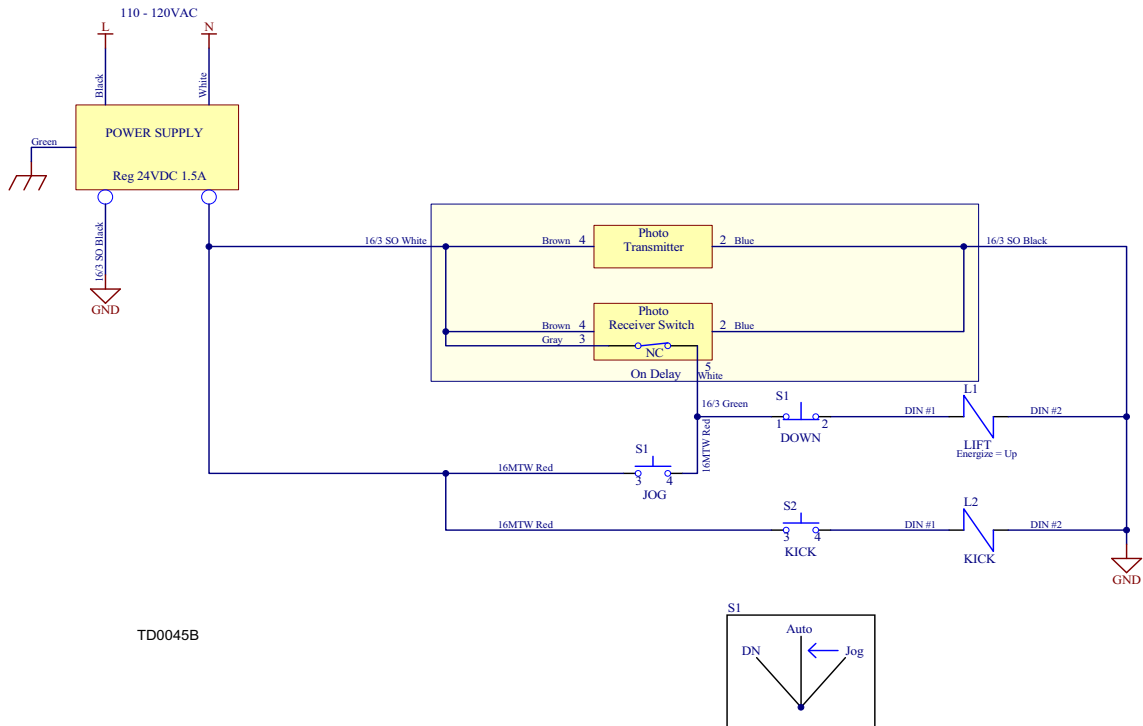 110 - 120VAC
L
N
Black
White
POWER SUPPLY
Green
Reg 24VDC 1.5A
16/3 SO Black
GND
16/3 SO White
Brown 4
Photo
Transmitter
2 Blue
16/3 SO Black
Brown 4
Photo
Receiver Switch
2 Blue
Gray 3
NC
5
On Delay
White
16/3 Green
S1
1 2
DOWN
DIN #1
L1
DIN #2
LIFT
Energize = Up
16MTW Red
16MTW Red
S1
3 4
JOG
16MTW Red
S2
3 4
KICK
DIN #1
L2
DIN #2
KICK
GND
TD0045B
S1
Auto
DN
Jog